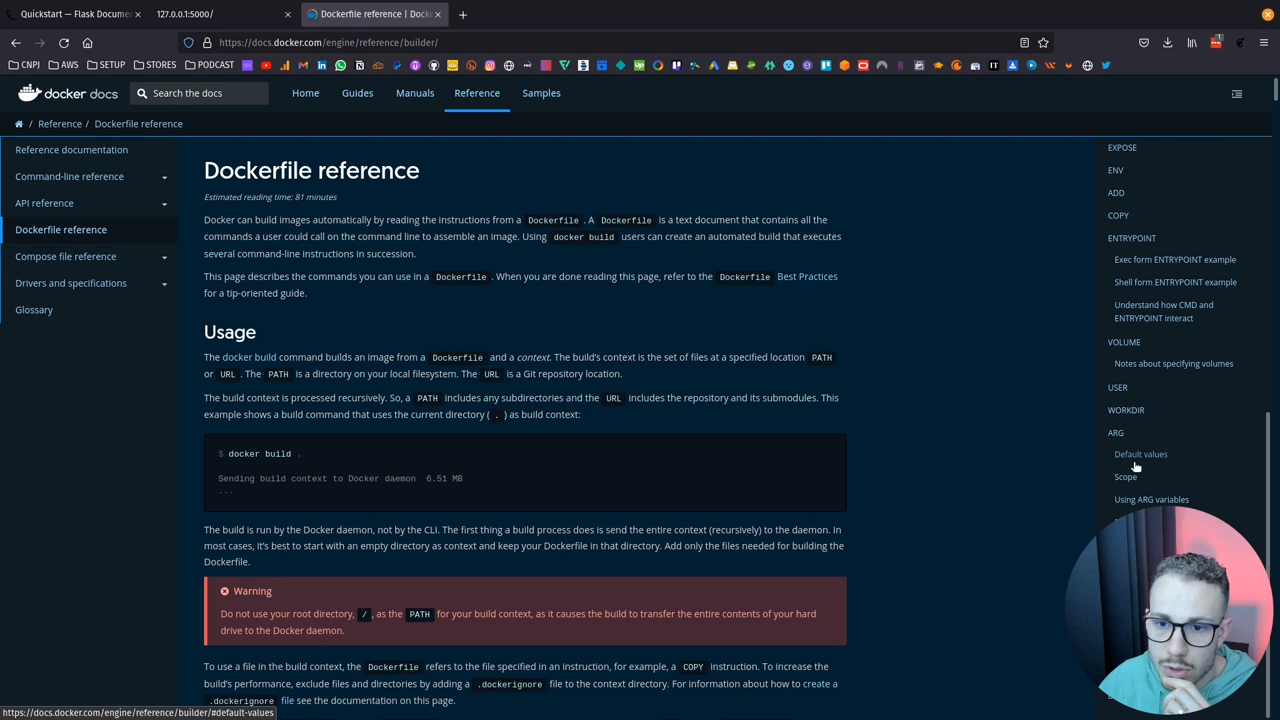 Quickstart — Flask Documen
127.0.0.1:5000/
Dockerfile reference | Dock
https://docs.docker.com/engine/reference/builder/
CNPJ
AWS
SETUP
STORES
PODCAST
docker docs
Search the docs
Home
Guides
Manuals
Reference
Samples
/ Reference / Dockerfile reference
Reference documentation
Command-line reference
API reference
Dockerfile reference
Compose file reference
Drivers and specifications
Glossary
Dockerfile reference
Estimated reading time: 81 minutes
Docker can build images automatically by reading the instructions from a Dockerfile. A Dockerfile is a text document that contains all the
commands a user could call on the command line to assemble an image. Using docker build users can create an automated build that executes
several command-line instructions in succession.
This page describes the commands you can use in a Dockerfile. When you are done reading this page, refer to the Dockerfile Best Practices
for a tip-oriented guide.
Usage
The docker build command builds an image from a Dockerfile and a context. The build’s context is the set of files at a specified location PATH
or URL. The PATH is a directory on your local filesystem. The URL is a Git repository location.
The build context is processed recursively. So, a PATH includes any subdirectories and the URL includes the repository and its submodules. This
example shows a build command that uses the current directory (.) as build context:
$ docker build .
Sending build context to Docker daemon 6.51 MB
...
The build is run by the Docker daemon, not by the CLI. The first thing a build process does is send the entire context (recursively) to the daemon. In
most cases, it’s best to start with an empty directory as context and keep your Dockerfile in that directory. Add only the files needed for building the
Dockerfile.
Warning
Do not use your root directory, /, as the PATH for your build context, as it causes the build to transfer the entire contents of your hard
drive to the Docker daemon.
To use a file in the build context, the Dockerfile refers to the file specified in an instruction, for example, a COPY instruction. To increase the
build’s performance, exclude files and directories by adding a .dockerignore file to the context directory. For information about how to create a
.dockerignore file see the documentation on this page.
EXPOSE
ENV
ADD
COPY
ENTRYPOINT
Exec form ENTRYPOINT example
Shell form ENTRYPOINT example
Understand how CMD and
ENTRYPOINT interact
VOLUME
Notes about specifying volumes
USER
WORKDIR
ARG
Default values
Scope
Using ARG variables
https://docs.docker.com/engine/reference/builder/#default-values